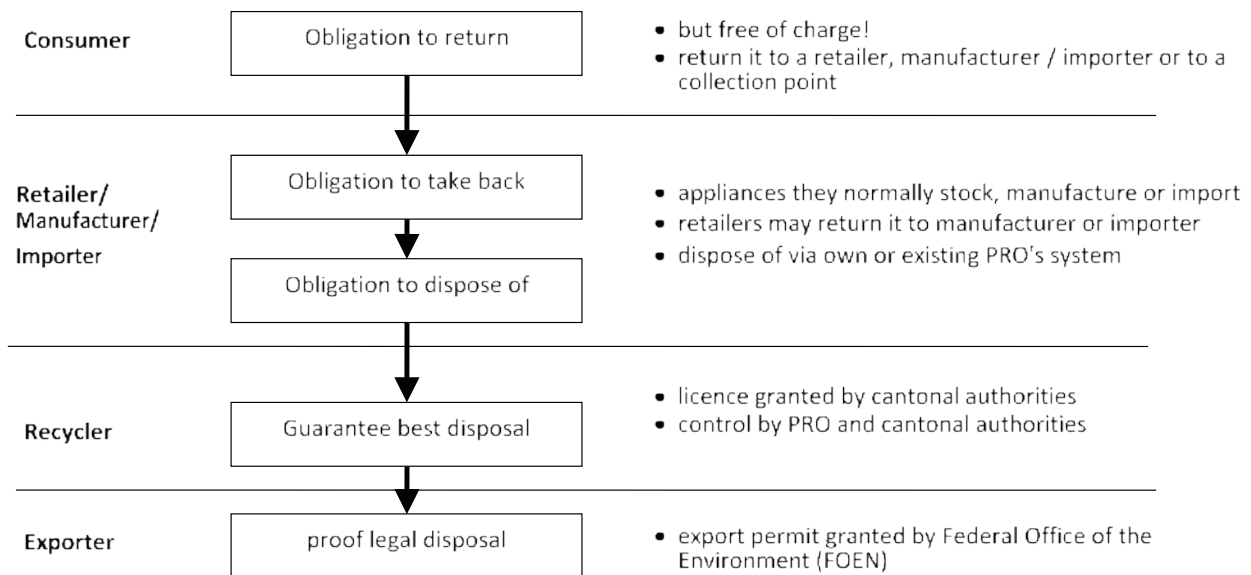 Consumer
Obligation to return
• but free of charge!
• return it to a retailer, manufacturer / importer or to a
collection point
Retailer/
Manufacturer/
Importer
Obligation to take back
Obligation to dispose of
• appliances they normally stock, manufacture or import
• retailers may return it to manufacturer or importer
• dispose of via own or existing PRO's system
Recycler
Guarantee best disposal
• licence granted by cantonal authorities
• control by PRO and cantonal authorities
Exporter
proof legal disposal
• export permit granted by Federal Office of the
Environment (FOEN)